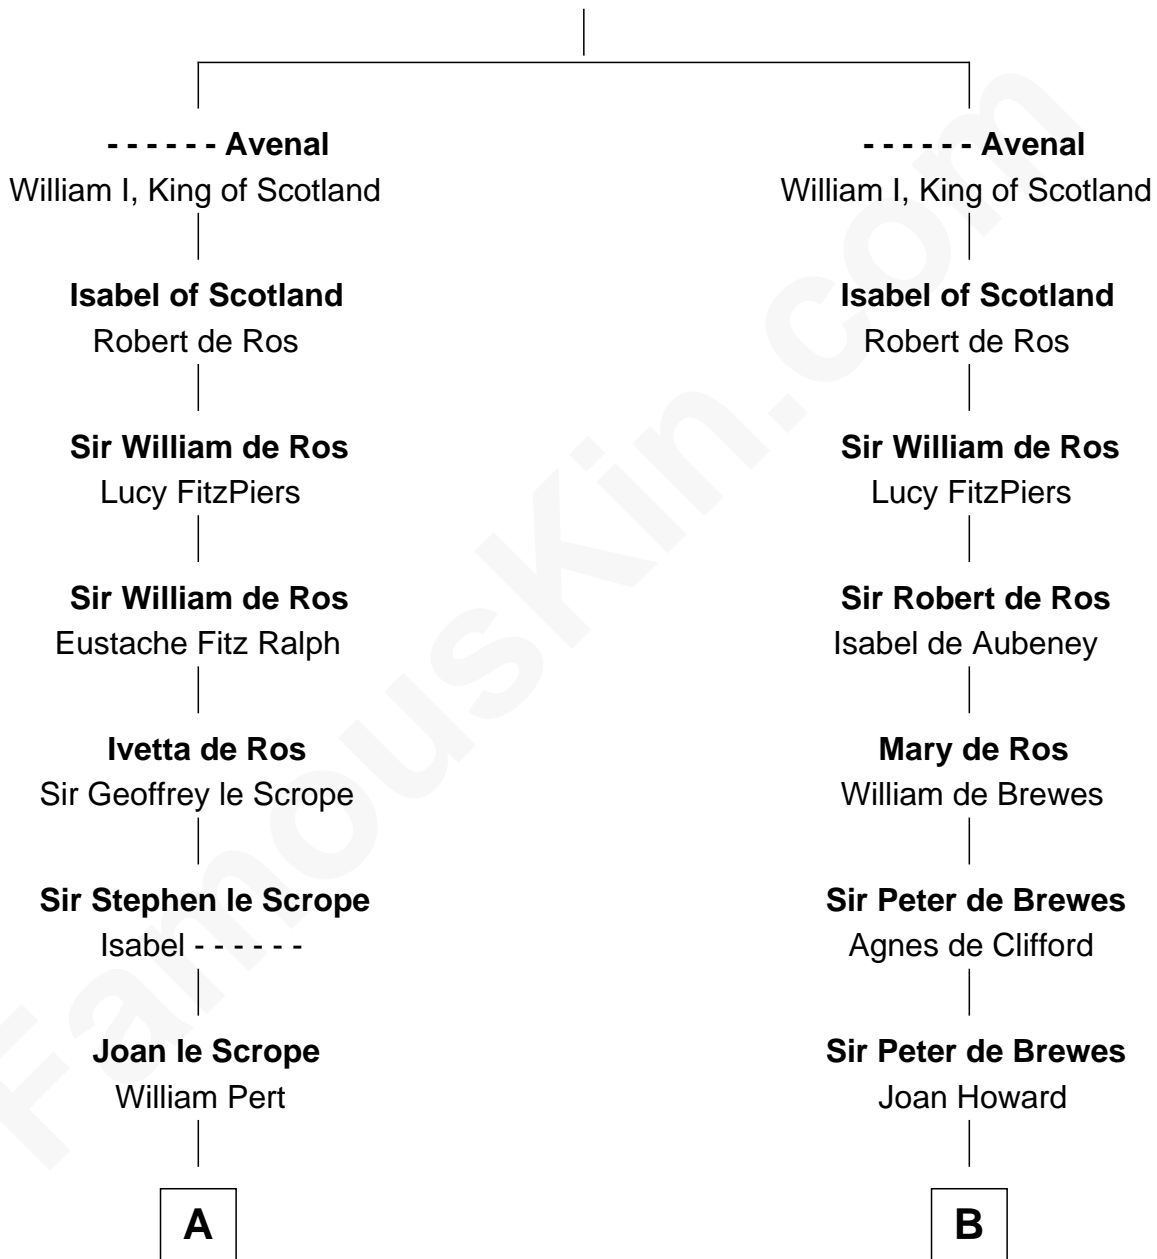 - - - - - - Avenal
William I, King of Scotland
Isabel of Scotland
Robert de Ros
Sir William de Ros
Lucy FitzPiers
Sir William de Ros
Eustache Fitz Ralph
Ivetta de Ros
Sir Geoffrey le Scrope
Sir Stephen le Scrope
Isabel - - - - - -
Joan le Scrope
William Pert
A
- - - - - - Avenal
William I, King of Scotland
Isabel of Scotland
Robert de Ros
Sir William de Ros
Lucy FitzPiers
Sir Robert de Ros
Isabel de Aubeney
Mary de Ros
William de Brewes
Sir Peter de Brewes
Agnes de Clifford
Sir Peter de Brewes
Joan Howard
B
FamousKin.com